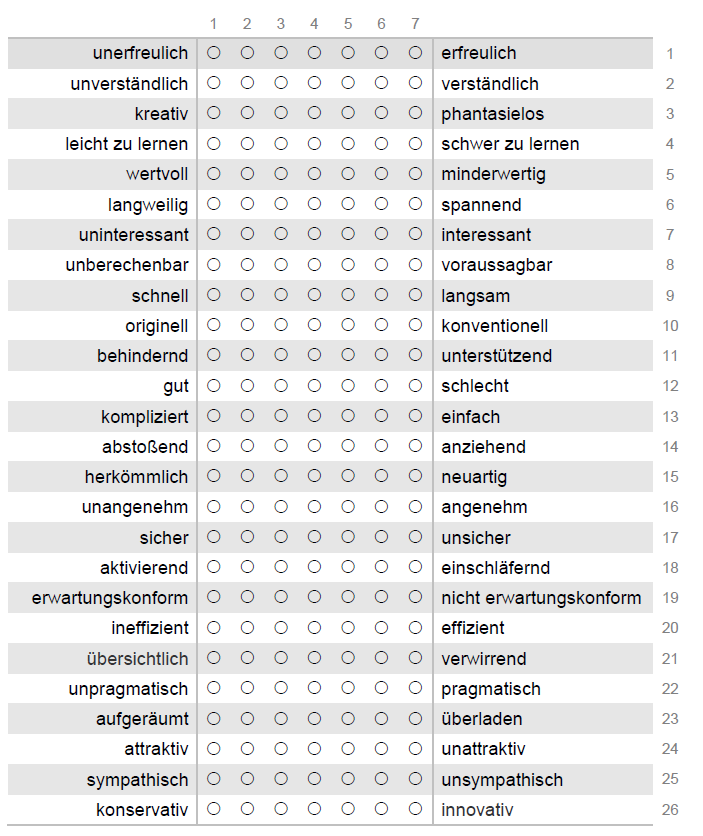 1 2 3 4 5 6 7
unerfreulich erfreulich 1
unverständlich verständlich 2
kreativ phantasielos 3
leicht zu lernen schwer zu lernen 4
wertvoll minderwertig 5
langweilig spannend 6
uninteressant interessant 7
unberechenbar voraussagbar 8
schnell langsam 9
originell konventionell 10
behindernd unterstützend 11
gut schlecht 12
kompliziert einfach 13
abstoßend anziehend 14
herkömmlich neuartig 15
unangenehm angenehm 16
sicher unsicher 17
aktivierend einschläfernd 18
erwartungskonform nicht erwartungskonform 19
ineffizient effizient 20
übersichtlich verwirrend 21
unpragmatisch pragmatisch 22
aufgeräumt überladen 23
attraktiv unattraktiv 24
sympathisch unsympathisch 25
konservativ innovativ 26